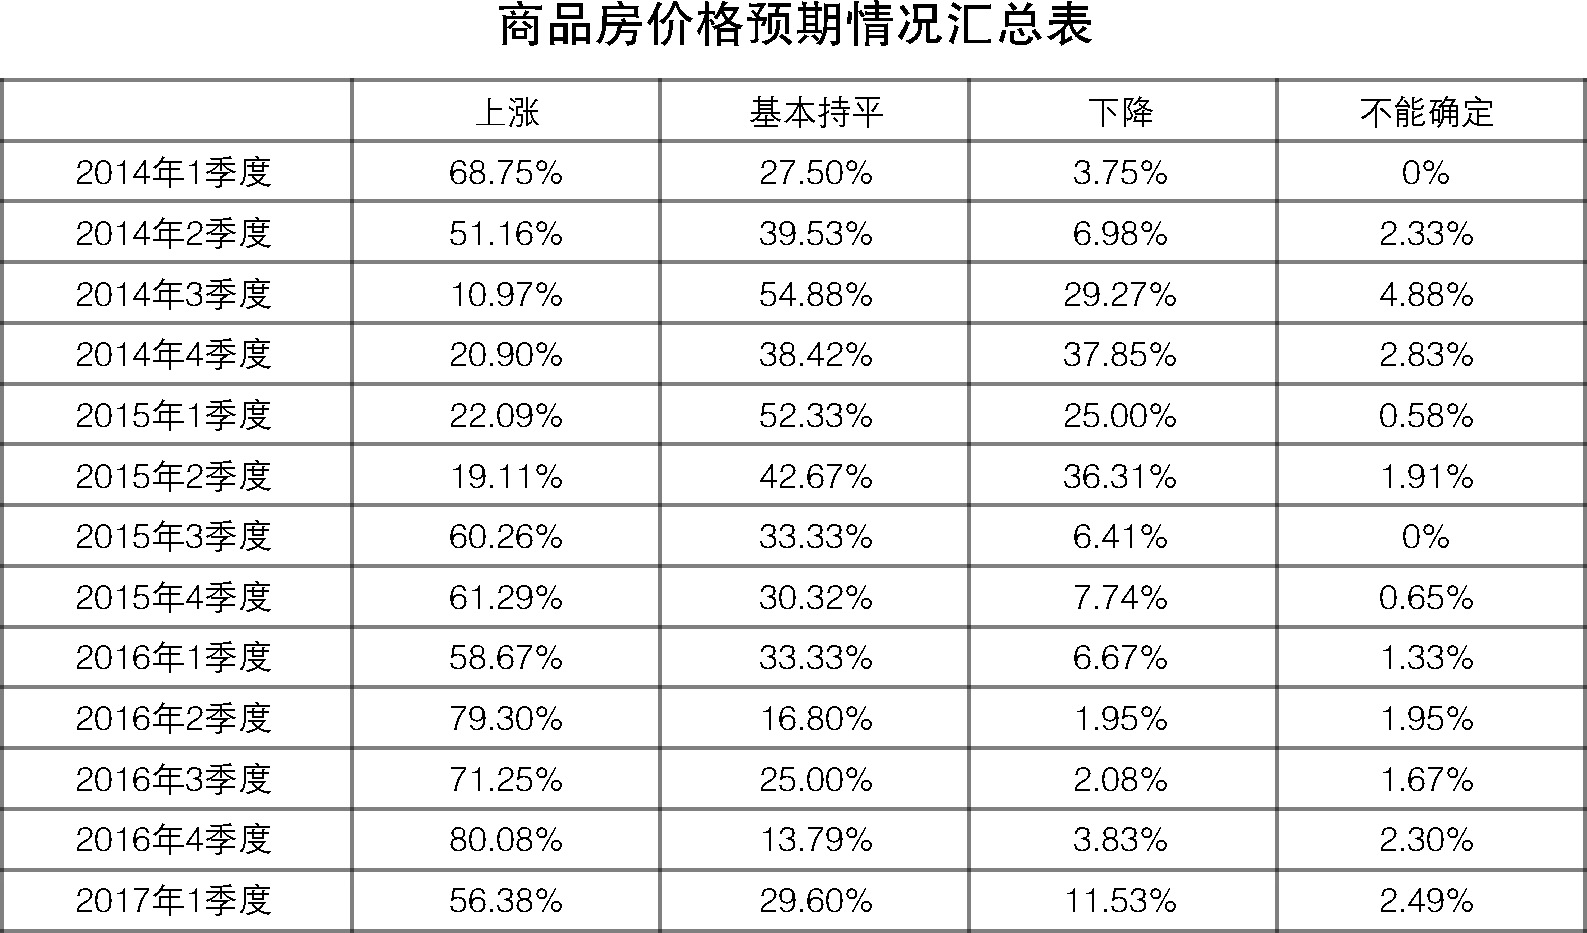 商品房价格预期情况汇总表
上涨 基本持平 下降 不能确定
2014年1季度 68.75% 27.50% 3.75% 0%
2014年2季度 51.16% 39.53% 6.98% 2.33%
2014年3季度 10.97% 54.88% 29.27% 4.88%
2014年4季度 20.90% 38.42% 37.85% 2.83%
2015年1季度 22.09% 52.33% 25.00% 0.58%
2015年2季度 19.11% 42.67% 36.31% 1.91%
2015年3季度 60.26% 33.33% 6.41% 0%
2015年4季度 61.29% 30.32% 7.74% 0.65%
2016年1季度 58.67% 33.33% 6.67% 1.33%
2016年2季度 79.30% 16.80% 1.95% 1.95%
2016年3季度 71.25% 25.00% 2.08% 1.67%
2016年4季度 80.08% 13.79% 3.83% 2.30%
2017年1季度 56.38% 29.60% 11.53% 2.49%